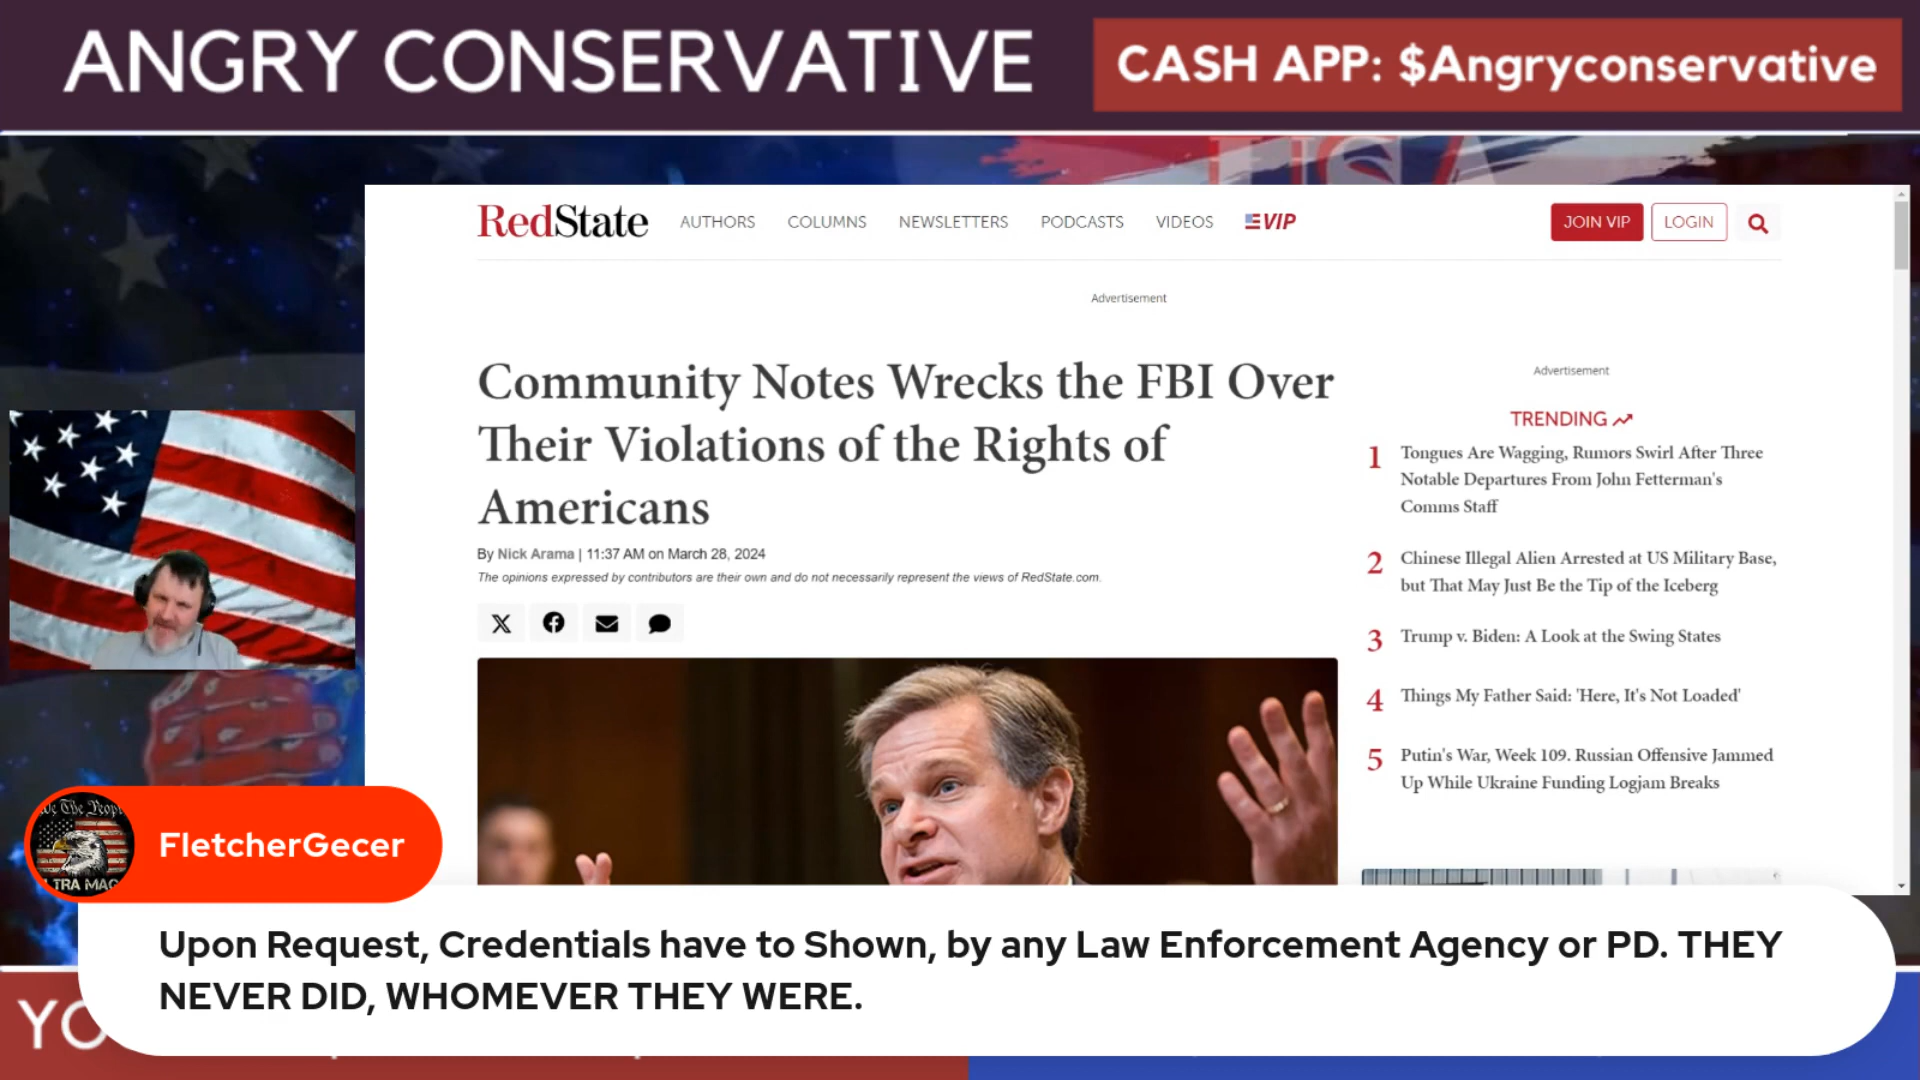 ANGRY CONSERVATIVE
CASH APP: $Angryconservative
USA
RedState
AUTHORS
COLUMNS
NEWSLETTERS
PODCASTS
VIDEOS
VIP
JOIN VIP
LOGIN
Advertisement
Community Notes Wrecks the FBI Over
Their Violations of the Rights of
Americans
By Nick Arama | 11:37 AM on March 28, 2024
The opinions expressed by contributors are their own and do not necessarily represent the views of RedState.com.
Advertisement
TRENDING
1 Tongues Are Wagging, Rumors Swirl After Three
Notable Departures From John Fetterman's
Comms Staff
2 Chinese Illegal Alien Arrested at US Military Base,
but That May Just Be the Tip of the Iceberg
3 Trump v. Biden: A Look at the Swing States
4 Things My Father Said: 'Here, It's Not Loaded'
5 Putin's War, Week 109. Russian Offensive Jammed
Up While Ukraine Funding Logjam Breaks
FletcherGecer
Upon Request, Credentials have to Shown, by any Law Enforcement Agency or PD. THEY
NEVER DID, WHOMEVER THEY WERE.